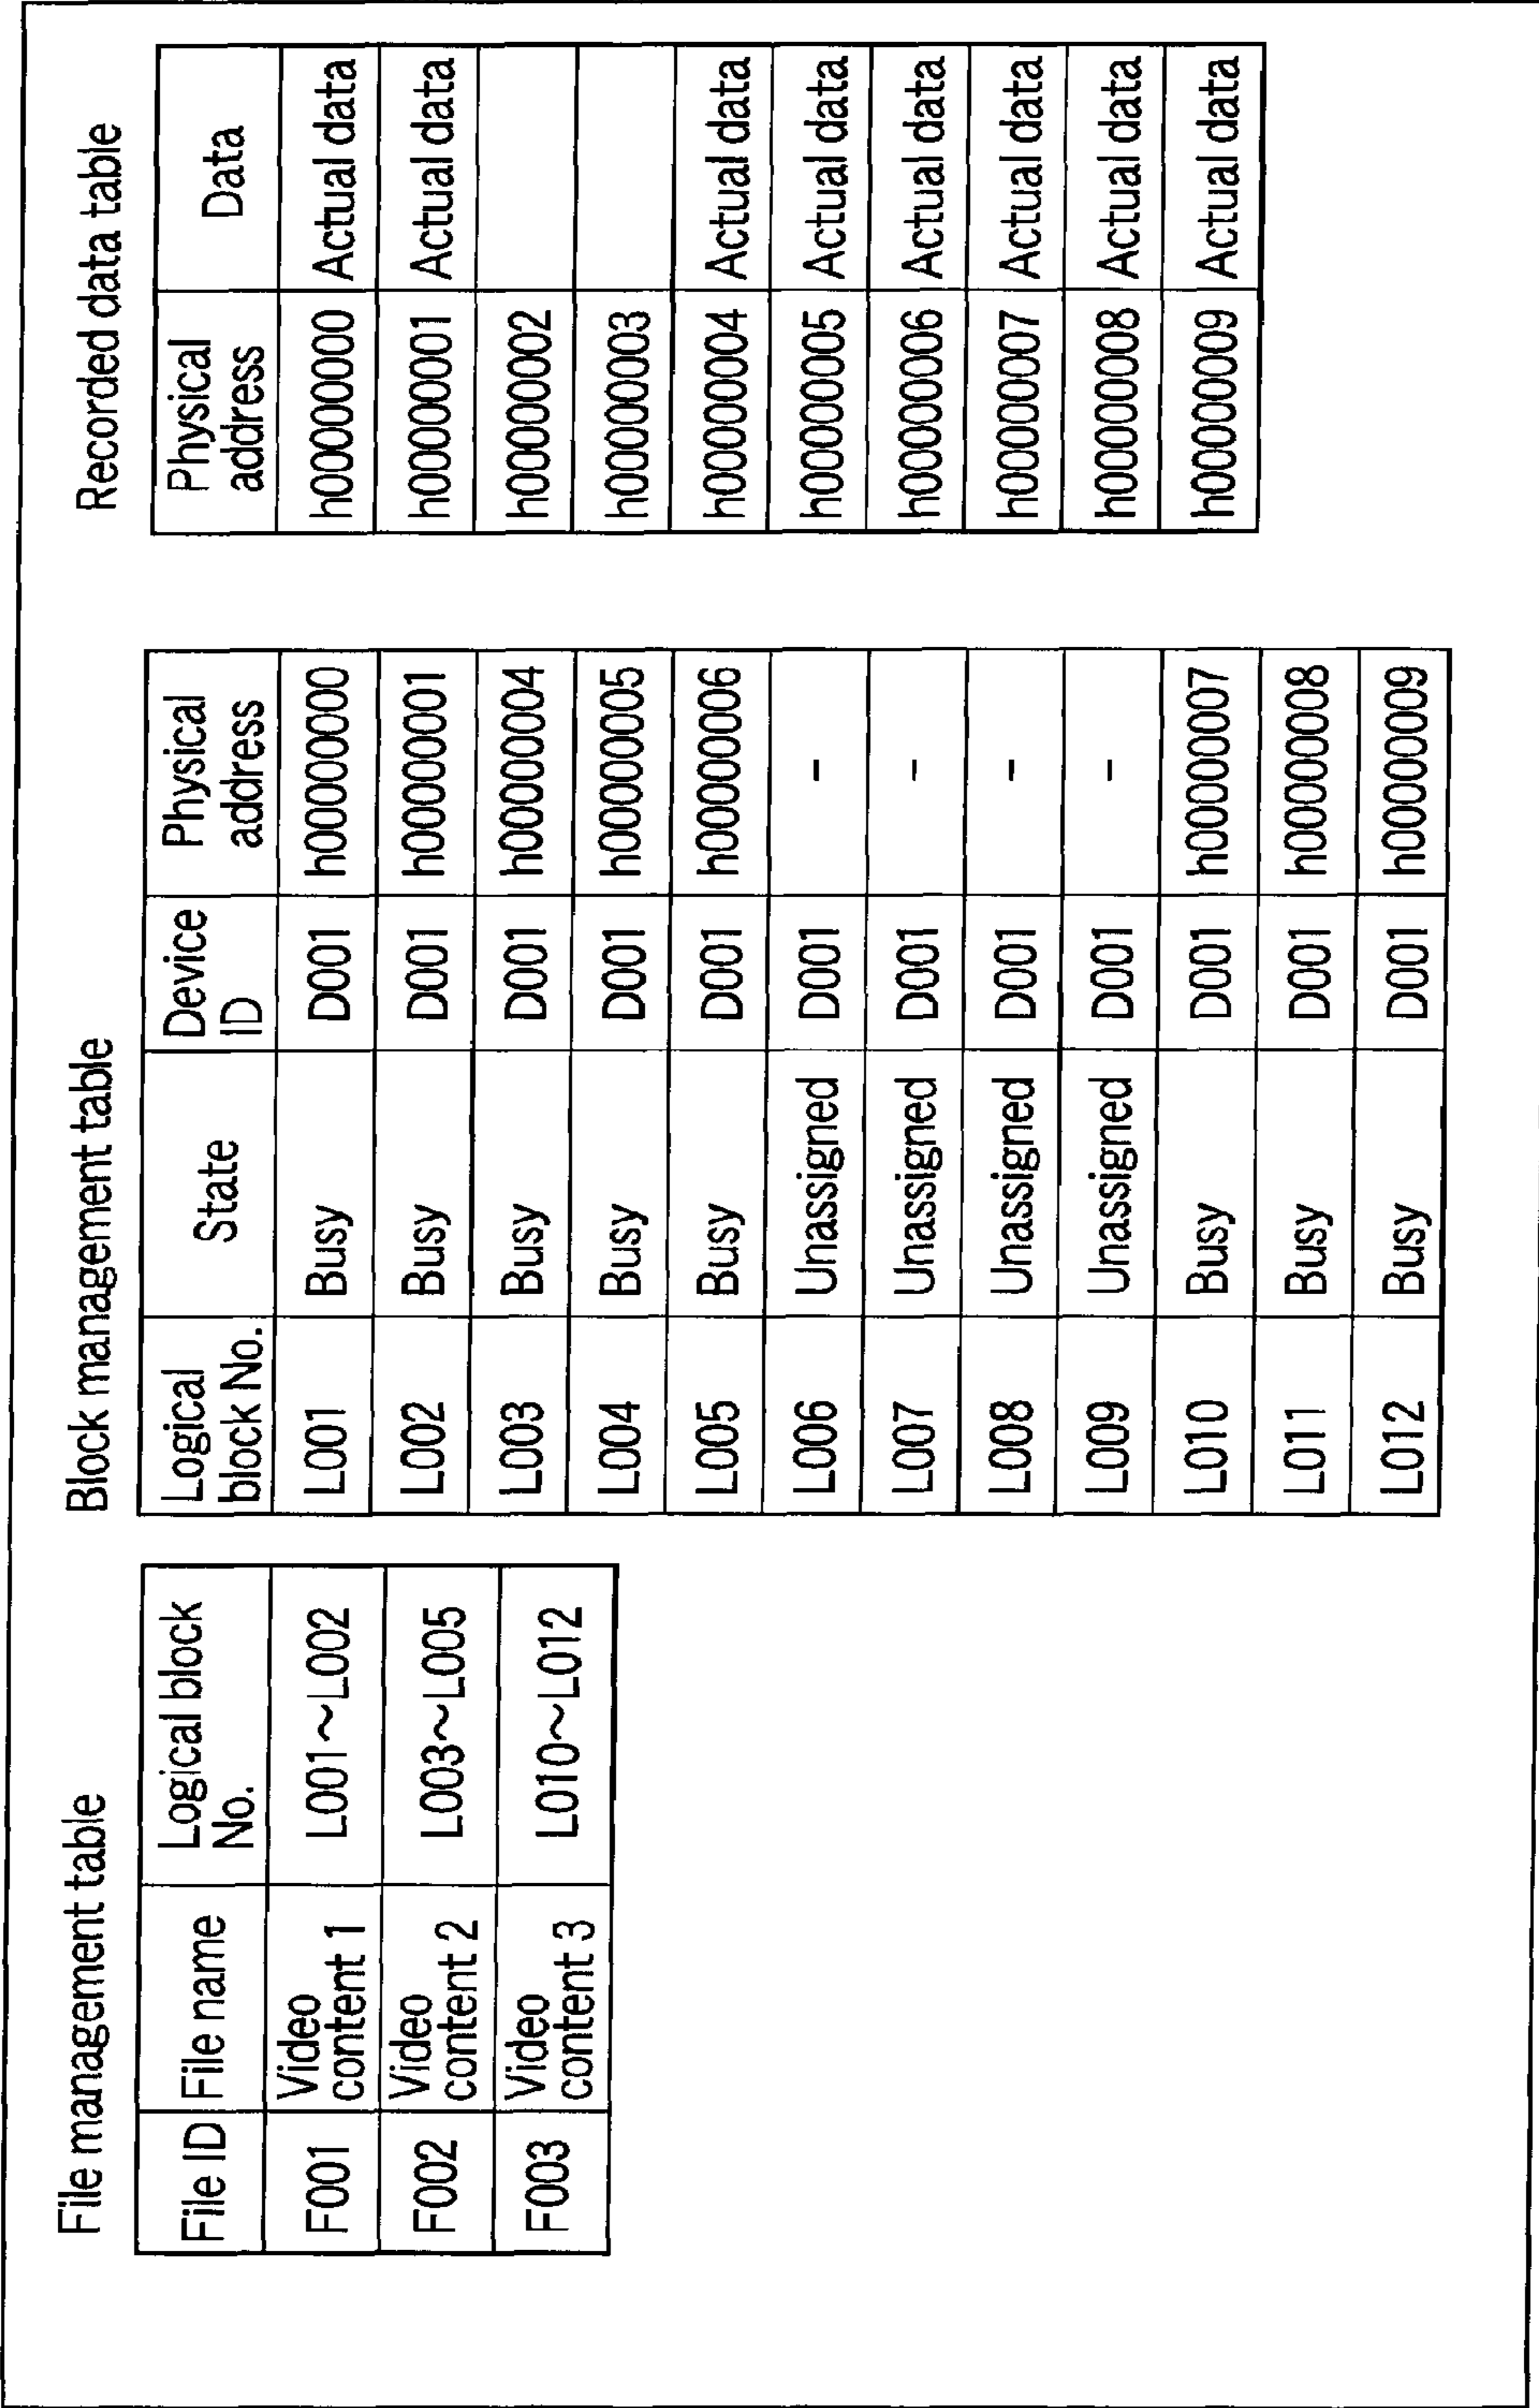 File management table
File ID File name Logical block
No.
F001 Video
content 1 L001~L002
F002 Video
content 2 L003~L005
F003 Video
content 3 L010~L012
Block management table
Logical
block No. State Device
ID Physical
address
L001 Busy D001 h00000000
L002 Busy D001 h00000001
L003 Busy D001 h00000004
L004 Busy D001 h00000005
L005 Busy D001 h00000006
L006 Unassigned D001 -
L007 Unassigned D001 -
L008 Unassigned D001 -
L009 Unassigned D001 -
L010 Busy D001 h00000007
L011 Busy D001 h00000008
L012 Busy D001 h00000009
Recorded data table
Physical
address Data
h00000000 Actual data
h00000001 Actual data
h00000002
h00000003
h00000004 Actual data
h00000005 Actual data
h00000006 Actual data
h00000007 Actual data
h00000008 Actual data
h00000009 Actual data